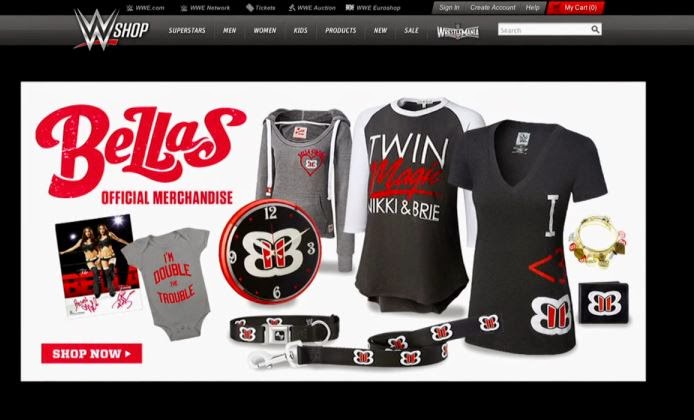 WWE.com
WWE Network
Tickets
WWE Auction
WWE Euroshop
Sign In
Create Account
Help
My Cart (0)
W SHOP
SUPERSTARS
MEN
WOMEN
KIDS
PRODUCTS
NEW
SALE
WRESTLEMANIA
Search
Bellas
OFFICIAL MERCHANDISE
TWIN
Magic
NIKKI & BRIE
I'M
DOUBLE
THE
TROUBLE
12
3
6
9
I
<3
BB
SHOP NOW